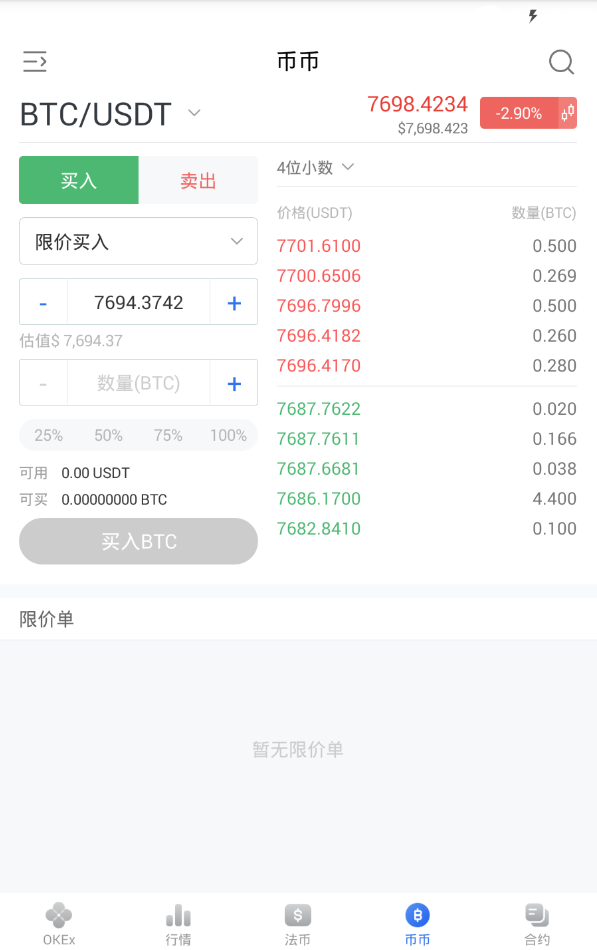 币币
BTC/USDT
7698.4234
$7,698.423
-2.90%
买入
卖出
限价买入
- 7694.3742 +
估值$ 7,694.37
- 数量(BTC) +
25% 50% 75% 100%
可用 0.00 USDT
可买 0.00000000 BTC
买入BTC
4位小数
价格(USDT) 数量(BTC)
7701.6100 0.500
7700.6506 0.269
7696.7996 0.500
7696.4182 0.260
7696.4170 0.280
7687.7622 0.020
7687.7611 0.166
7687.6681 0.038
7686.1700 4.400
7682.8410 0.100
限价单
暂无限价单
OKEx 行情 法币 币币 合约